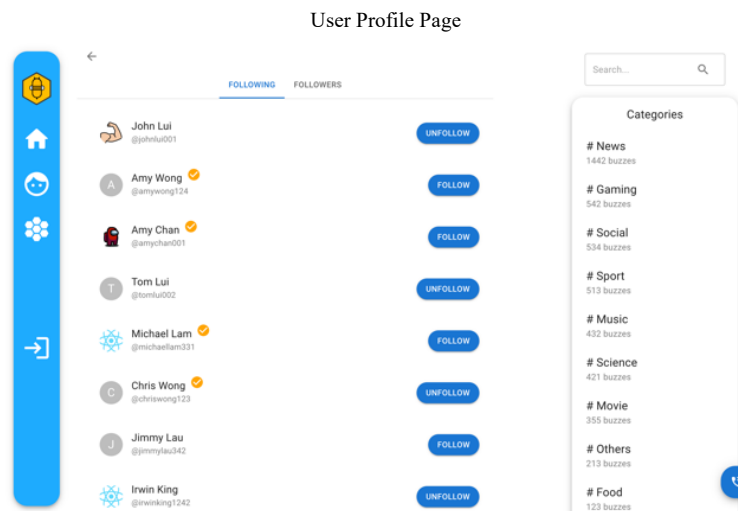 User Profile Page
FOLLOWING FOLLOWERS
John Lui
@johnlui001
UNFOLLOW
A
Amy Wong
@amywong124
FOLLOW
Amy Chan
@amychan001
FOLLOW
T
Tom Lui
@tomlui002
UNFOLLOW
Michael Lam
@michaellam331
FOLLOW
C
Chris Wong
@chriswong123
UNFOLLOW
J
Jimmy Lau
@jimmylau342
FOLLOW
Irwin King
@irwinking1242
UNFOLLOW
Search...
Categories
# News
1442 buzzes
# Gaming
542 buzzes
# Social
534 buzzes
# Sport
513 buzzes
# Music
432 buzzes
# Science
421 buzzes
# Movie
355 buzzes
# Others
213 buzzes
# Food
123 buzzes